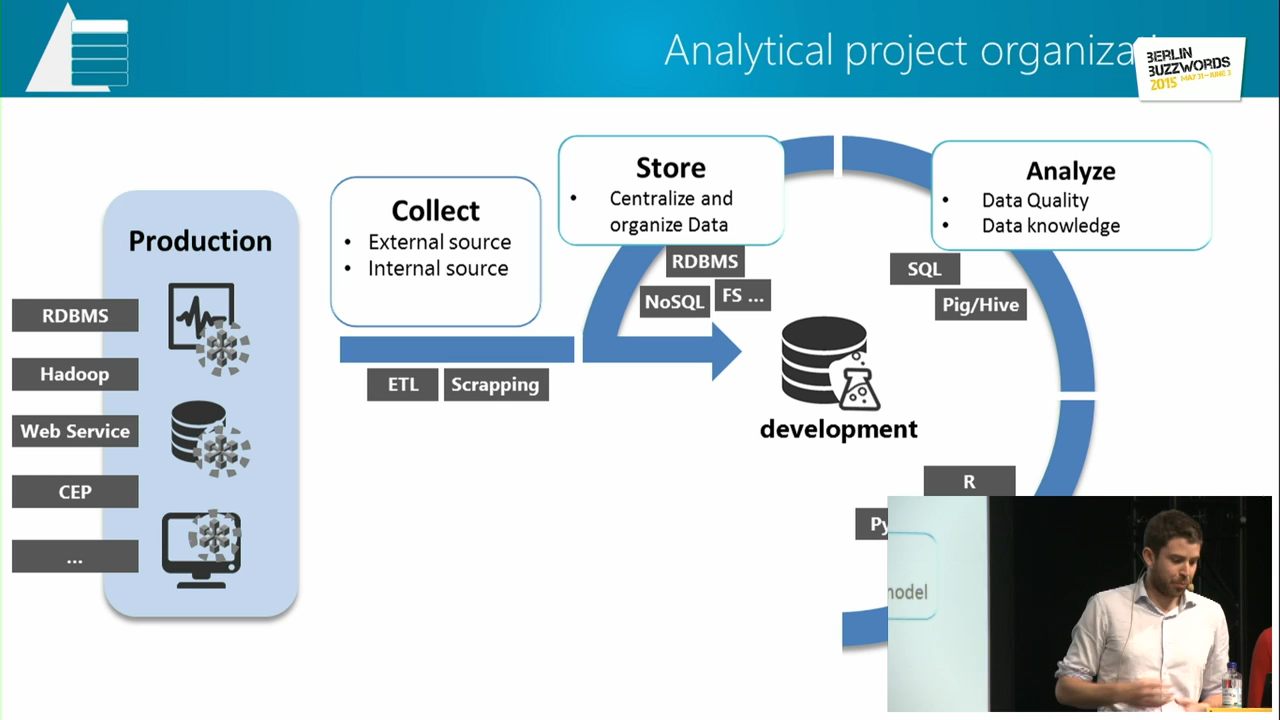 Analytical project organiza
BERLIN
BUZZWORDS
2015 MAY 31 – JUNE 3
Production
RDBMS
Hadoop
Web Service
CEP
...
Collect
• External source
• Internal source
ETL
Scrapping
Store
• Centralize and
organize Data
RDBMS
NoSQL
FS ...
Analyze
• Data Quality
• Data knowledge
SQL
Pig/Hive
development
R
Py
model